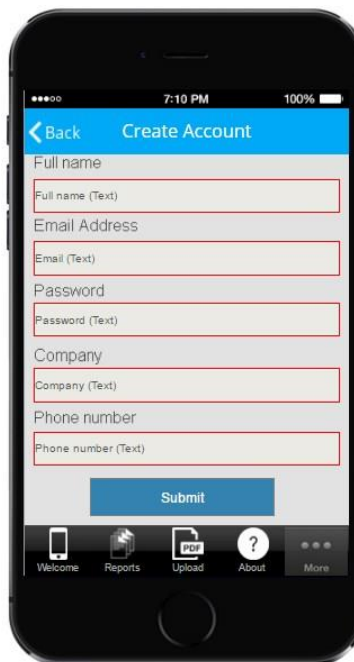 7:10 PM
100%
Back
Create Account
Full name
Full name (Text)
Email Address
Email (Text)
Password
Password (Text)
Company
Company (Text)
Phone number
Phone number (Text)
Submit
PDF
?
Welcome
Reports
Upload
About
More